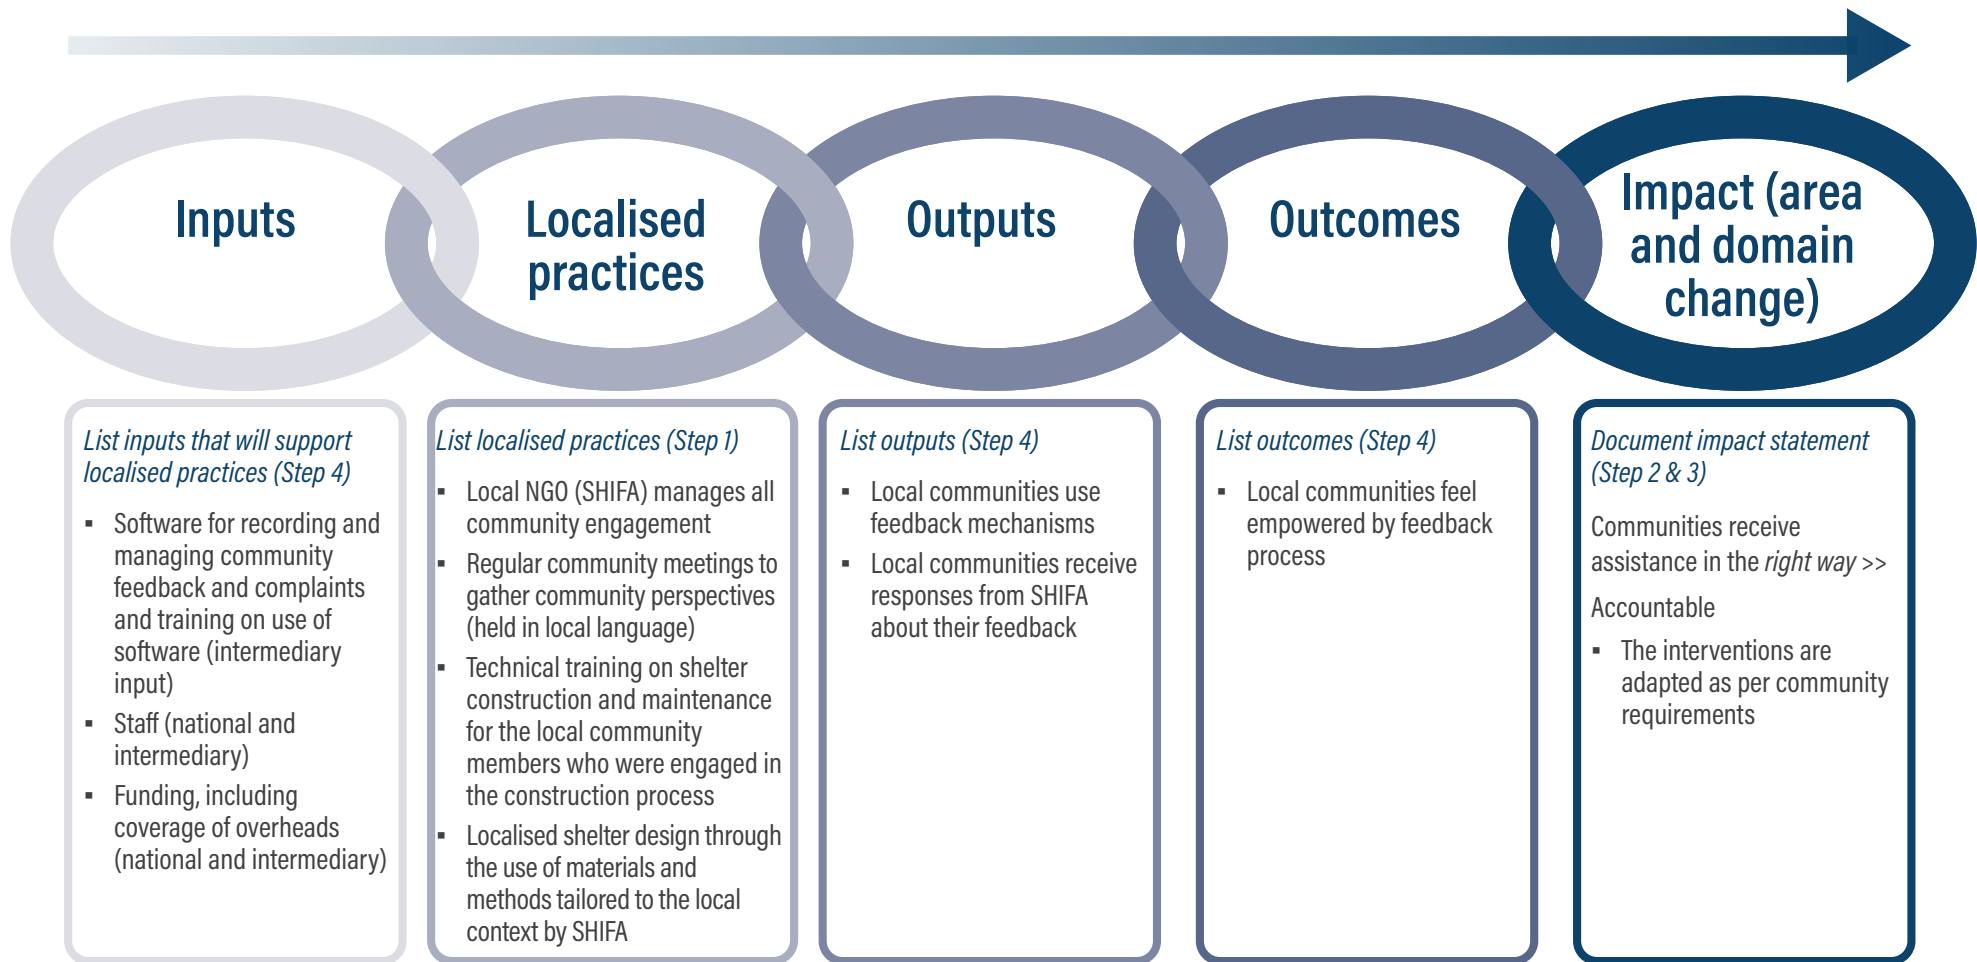 Inputs
Localised
practices
Outputs
Outcomes
Impact (area
and domain
change)
List inputs that will support
localised practices (Step 4)
▪ Software for recording and
managing community
feedback and complaints
and training on use of
software (intermediary
input)
▪ Staff (national and
intermediary)
▪ Funding, including
coverage of overheads
(national and intermediary)
List localised practices (Step 1)
▪ Local NGO (SHIFA) manages all
community engagement
▪ Regular community meetings to
gather community perspectives
(held in local language)
▪ Technical training on shelter
construction and maintenance
for the local community
members who were engaged in
the construction process
▪ Localised shelter design through
the use of materials and
methods tailored to the local
context by SHIFA
List outputs (Step 4)
▪ Local communities use
feedback mechanisms
▪ Local communities receive
responses from SHIFA
about their feedback
List outcomes (Step 4)
▪ Local communities feel
empowered by feedback
process
Document impact statement
(Step 2 & 3)
Communities receive
assistance in the right way >>
Accountable
▪ The interventions are
adapted as per community
requirements